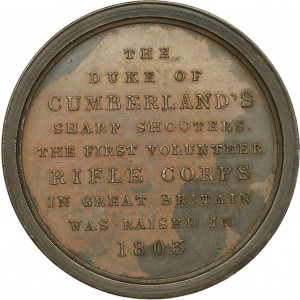 THE
DUKE OF
CUMBERLAND'S
SHARP SHOOTERS.
THE FIRST VOLUNTEER
RIFLE CORPS
IN GREAT BRITAIN
WAS RAISED IN
1803